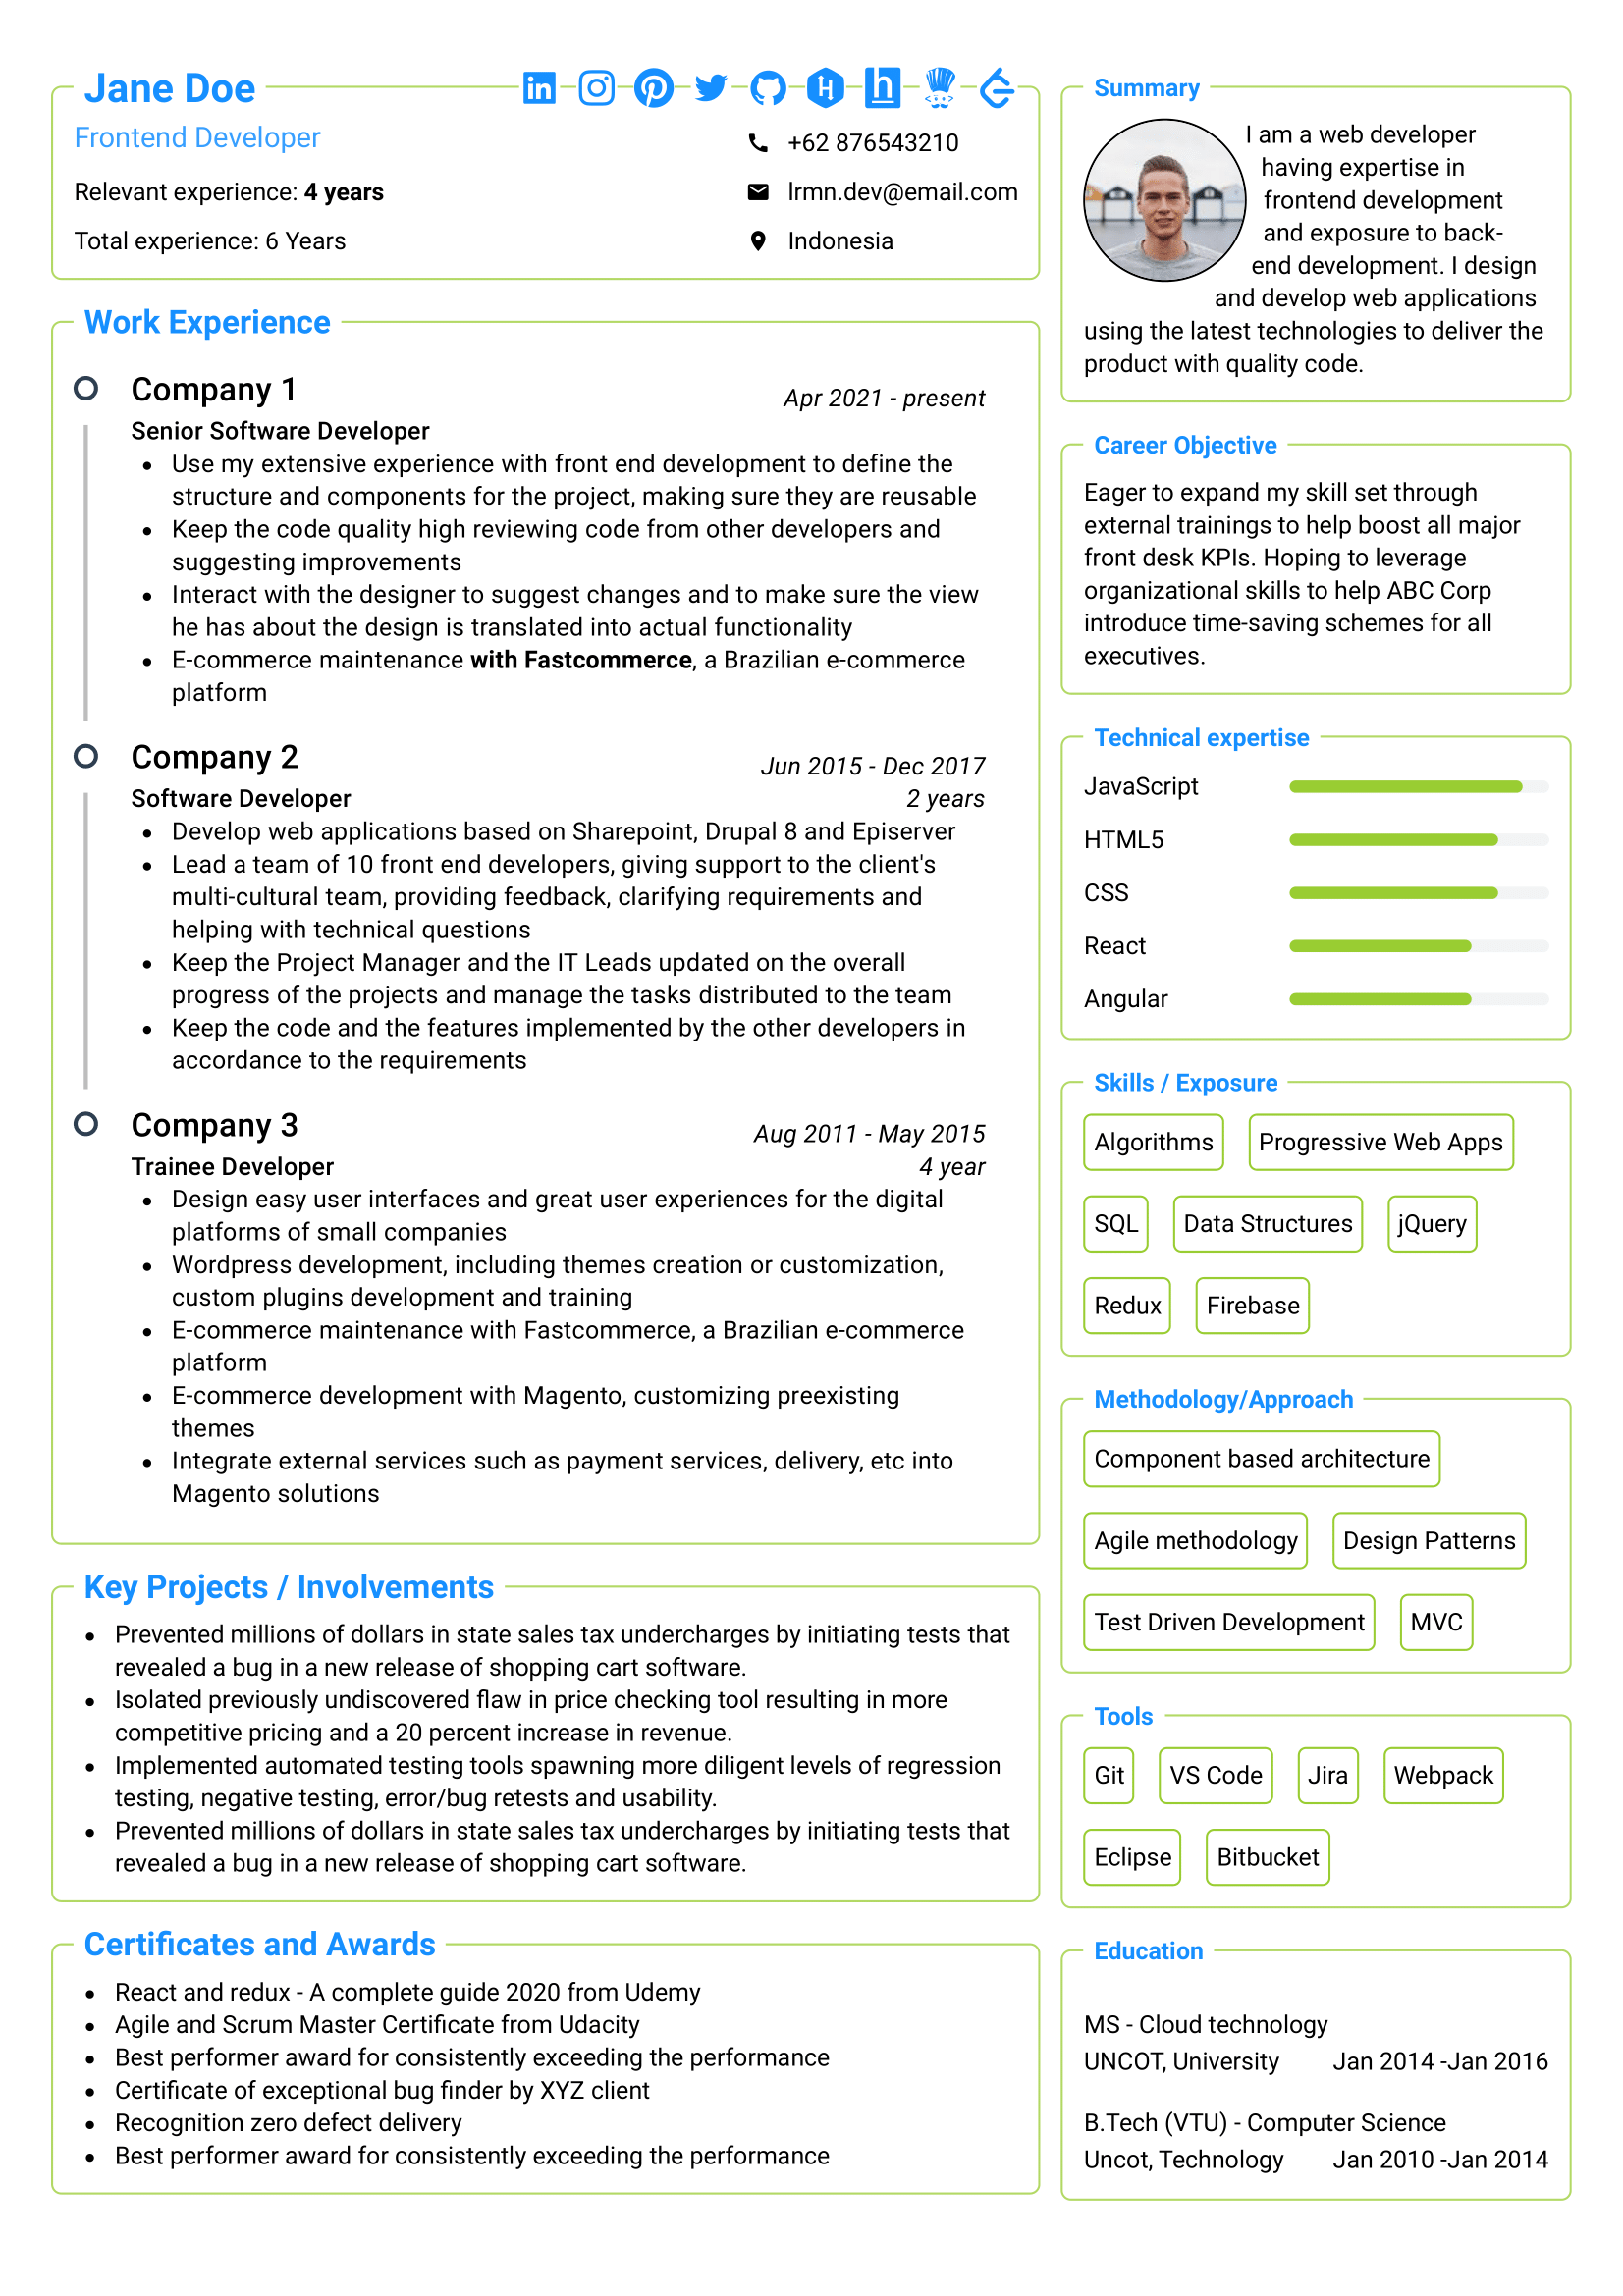 Jane Doe
Frontend Developer
Relevant experience: 4 years
Total experience: 6 Years
+62 876543210
lrmn.dev@email.com
Indonesia
Work Experience
Company 1
Apr 2021 - present
Senior Software Developer
• Use my extensive experience with front end development to define the
structure and components for the project, making sure they are reusable
• Keep the code quality high reviewing code from other developers and
suggesting improvements
• Interact with the designer to suggest changes and to make sure the view
he has about the design is translated into actual functionality
• E-commerce maintenance with Fastcommerce, a Brazilian e-commerce
platform
Company 2
Jun 2015 - Dec 2017
Software Developer
2 years
• Develop web applications based on Sharepoint, Drupal 8 and Episerver
• Lead a team of 10 front end developers, giving support to the client's
multi-cultural team, providing feedback, clarifying requirements and
helping with technical questions
• Keep the Project Manager and the IT Leads updated on the overall
progress of the projects and manage the tasks distributed to the team
• Keep the code and the features implemented by the other developers in
accordance to the requirements
Company 3
Aug 2011 - May 2015
Trainee Developer
4 year
• Design easy user interfaces and great user experiences for the digital
platforms of small companies
• Wordpress development, including themes creation or customization,
custom plugins development and training
• E-commerce maintenance with Fastcommerce, a Brazilian e-commerce
platform
• E-commerce development with Magento, customizing preexisting
themes
• Integrate external services such as payment services, delivery, etc into
Magento solutions
Key Projects / Involvements
• Prevented millions of dollars in state sales tax undercharges by initiating tests that
revealed a bug in a new release of shopping cart software.
• Isolated previously undiscovered flaw in price checking tool resulting in more
competitive pricing and a 20 percent increase in revenue.
• Implemented automated testing tools spawning more diligent levels of regression
testing, negative testing, error/bug retests and usability.
• Prevented millions of dollars in state sales tax undercharges by initiating tests that
revealed a bug in a new release of shopping cart software.
Certificates and Awards
• React and redux - A complete guide 2020 from Udemy
• Agile and Scrum Master Certificate from Udacity
• Best performer award for consistently exceeding the performance
• Certificate of exceptional bug finder by XYZ client
• Recognition zero defect delivery
• Best performer award for consistently exceeding the performance
Summary
I am a web developer
having expertise in
frontend development
and exposure to back-
end development. I design
and develop web applications
using the latest technologies to deliver the
product with quality code.
Career Objective
Eager to expand my skill set through
external trainings to help boost all major
front desk KPIs. Hoping to leverage
organizational skills to help ABC Corp
introduce time-saving schemes for all
executives.
Technical expertise
JavaScript
HTML5
CSS
React
Angular
Skills / Exposure
Algorithms Progressive Web Apps
SQL Data Structures jQuery
Redux Firebase
Methodology/Approach
Component based architecture
Agile methodology Design Patterns
Test Driven Development MVC
Tools
Git VS Code Jira Webpack
Eclipse Bitbucket
Education
MS - Cloud technology
UNCOT, University Jan 2014 -Jan 2016
B.Tech (VTU) - Computer Science
Uncot, Technology Jan 2010 -Jan 2014